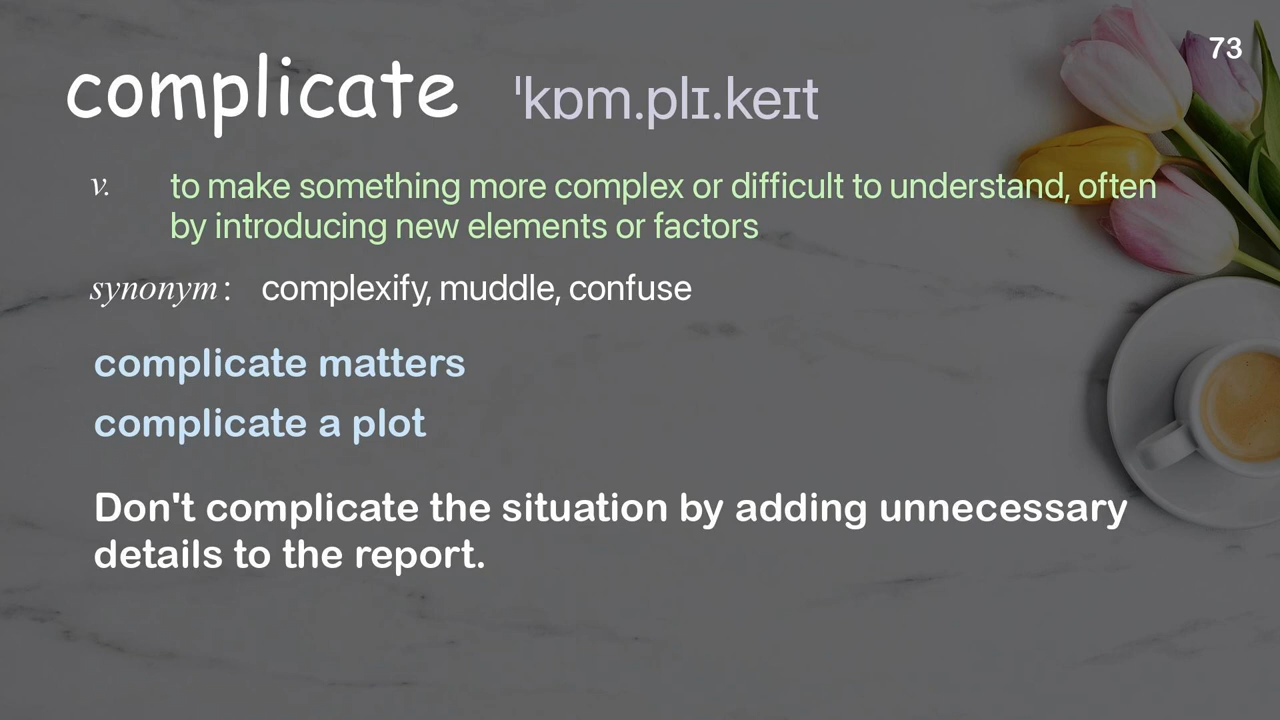 73
complicate ˈkɒm.plɪ.keɪt
v. to make something more complex or difficult to understand, often
by introducing new elements or factors
synonym: complexify, muddle, confuse
complicate matters
complicate a plot
Don't complicate the situation by adding unnecessary
details to the report.